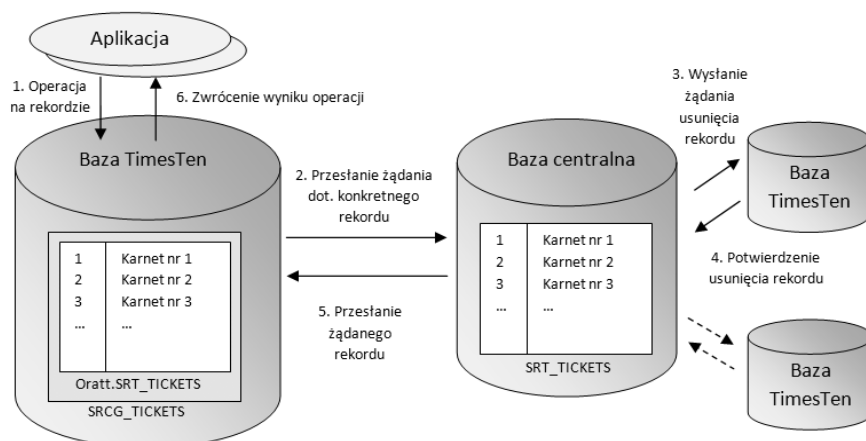 Aplikacja
1. Operacja
na rekordzie
6. Zwrócenie wyniku operacji
Baza TimesTen
1 Karnet nr 1
2 Karnet nr 2
3 Karnet nr 3
... ...
Oratt.SRT_TICKETS
SRCG_TICKETS
2. Przesłanie żądania
dot. konkretnego
rekordu
5. Przesłanie
żądanego
rekordu
Baza centralna
1 Karnet nr 1
2 Karnet nr 2
3 Karnet nr 3
... ...
SRT_TICKETS
3. Wysłanie
żądania
usunięcia
rekordu
Baza
TimesTen
4. Potwierdzenie
usunięcia rekordu
Baza
TimesTen